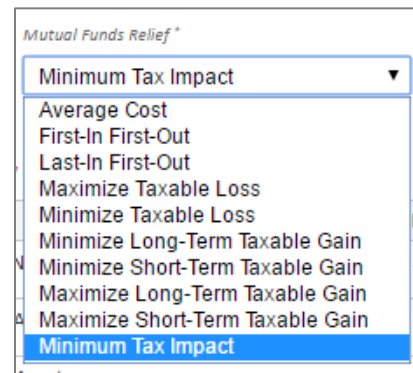 Mutual Funds Relief *
Minimum Tax Impact
Average Cost
First-In First-Out
Last-In First-Out
Maximize Taxable Loss
Minimize Taxable Loss
Minimize Long-Term Taxable Gain
Minimize Short-Term Taxable Gain
Maximize Long-Term Taxable Gain
Maximize Short-Term Taxable Gain
Minimum Tax Impact